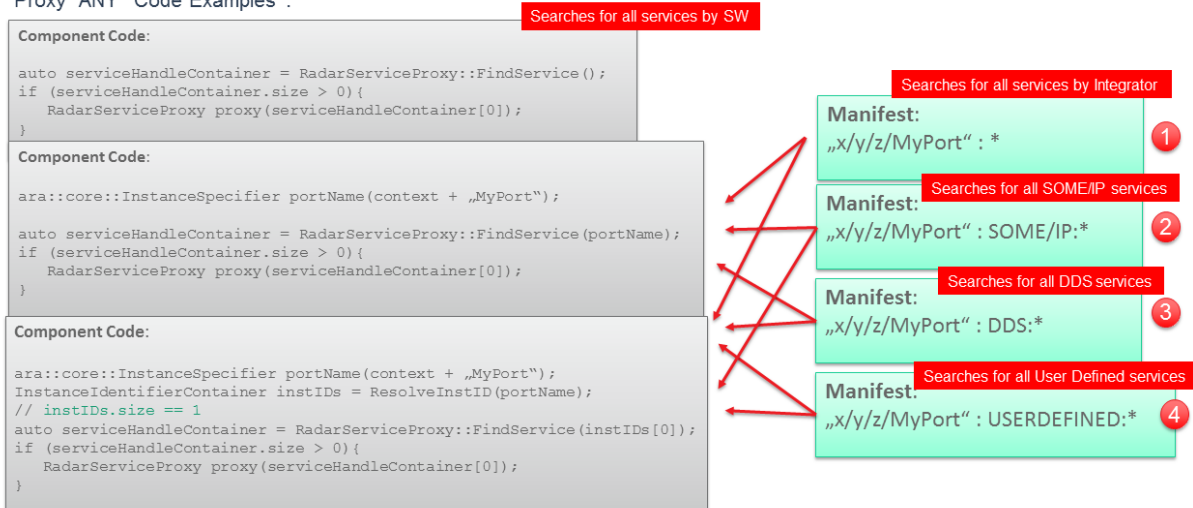 Proxy "ANY" Code Examples :
Searches for all services by SW
Component Code:
auto serviceHandleContainer = RadarServiceProxy::FindService();
if (serviceHandleContainer.size > 0){
   RadarServiceProxy proxy(serviceHandleContainer[0]);
}
Component Code:
ara::core::InstanceSpecifier portName(context + „MyPort“);
auto serviceHandleContainer = RadarServiceProxy::FindService(portName);
if (serviceHandleContainer.size > 0){
   RadarServiceProxy proxy(serviceHandleContainer[0]);
}
Component Code:
ara::core::InstanceSpecifier portName(context + „MyPort“);
InstanceIdentifierContainer instIDs = ResolveInstID(portName);
// instIDs.size == 1
auto serviceHandleContainer = RadarServiceProxy::FindService(instIDs[0]);
if (serviceHandleContainer.size > 0){
   RadarServiceProxy proxy(serviceHandleContainer[0]);
}
Searches for all services by Integrator
Manifest:
„x/y/z/MyPort“ : *
1
Searches for all SOME/IP services
Manifest:
„x/y/z/MyPort“ : SOME/IP:*
2
Searches for all DDS services
Manifest:
„x/y/z/MyPort“ : DDS:*
3
Searches for all User Defined services
Manifest:
„x/y/z/MyPort“ : USERDEFINED:*
4